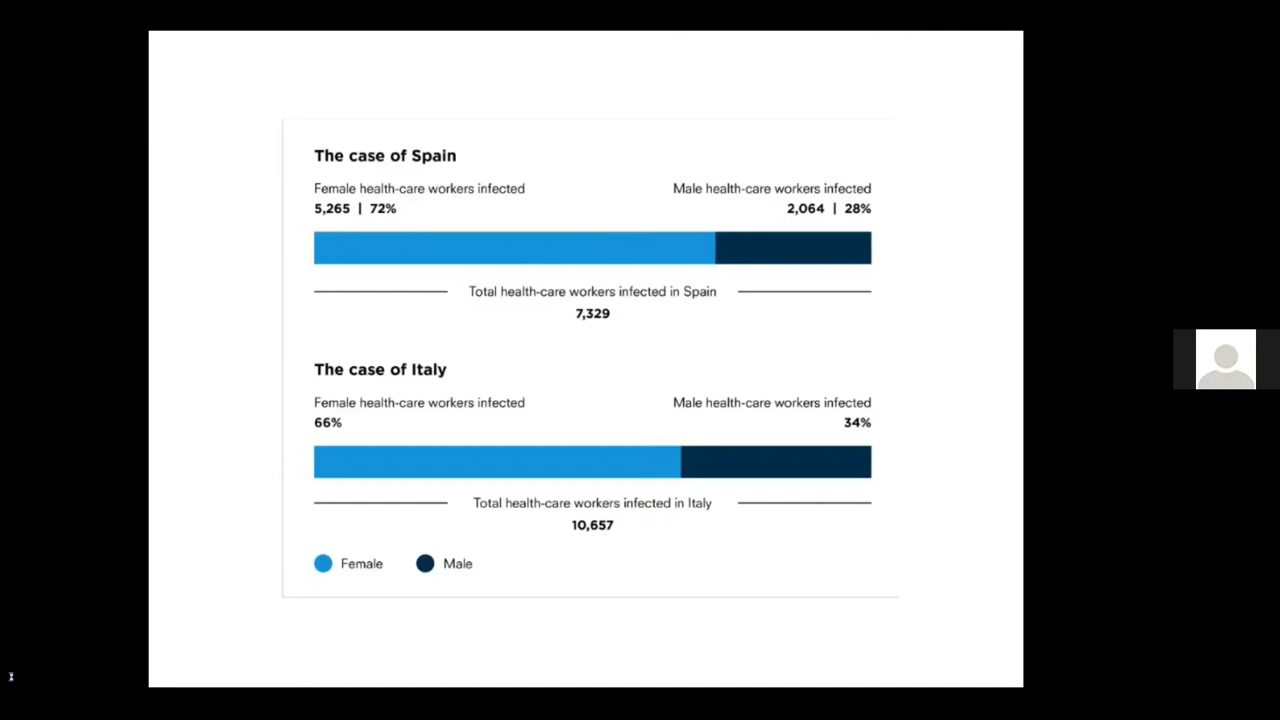 The case of Spain
Female health-care workers infected
Male health-care workers infected
5,265 | 72%
2,064 | 28%
Total health-care workers infected in Spain
7,329
The case of Italy
Female health-care workers infected
Male health-care workers infected
66%
34%
Total health-care workers infected in Italy
10,657
Female
Male